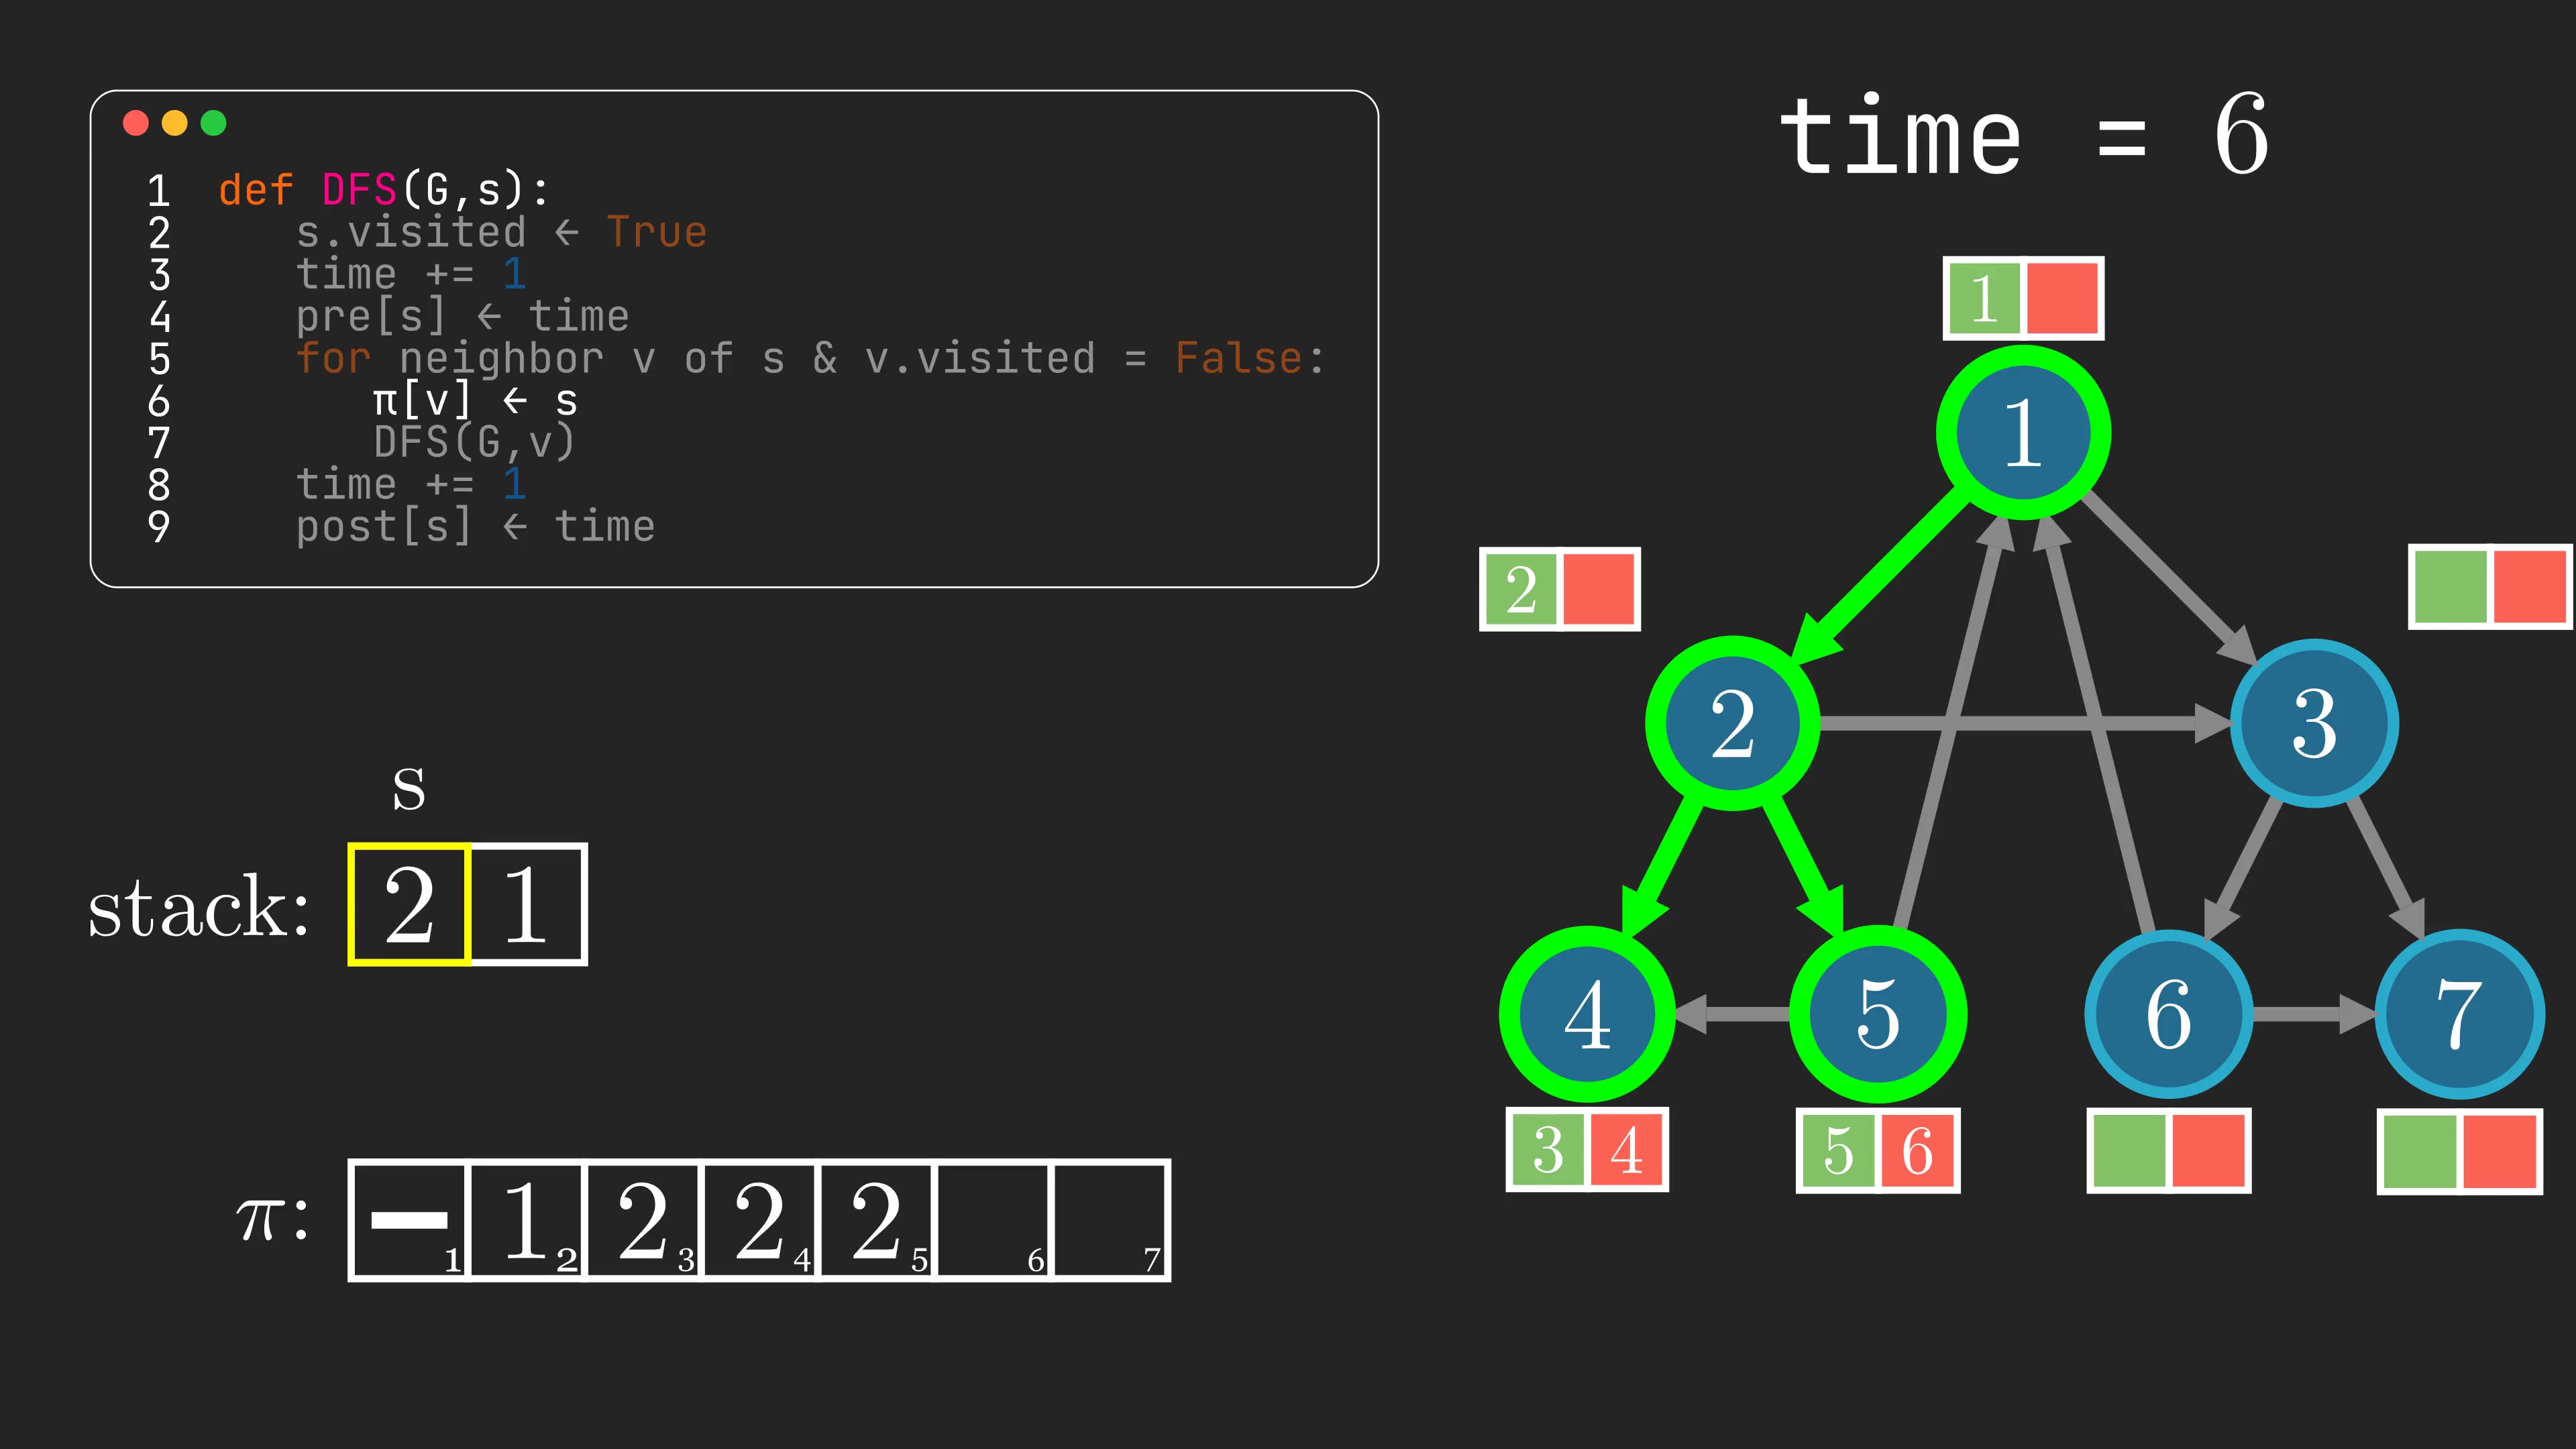 time = 6
1 def DFS(G,s):
2 s.visited ← True
3 time += 1
4 pre[s] ← time
5 for neighbor v of s & v.visited = False:
6 π[v] ← s
7 DFS(G,v)
8 time += 1
9 post[s] ← time
1
1
2
2
3
s
stack: 2 1
4 5 6 7
3 4 5 6
π: 1 2 2 2
1 2 3 4 5 6 7